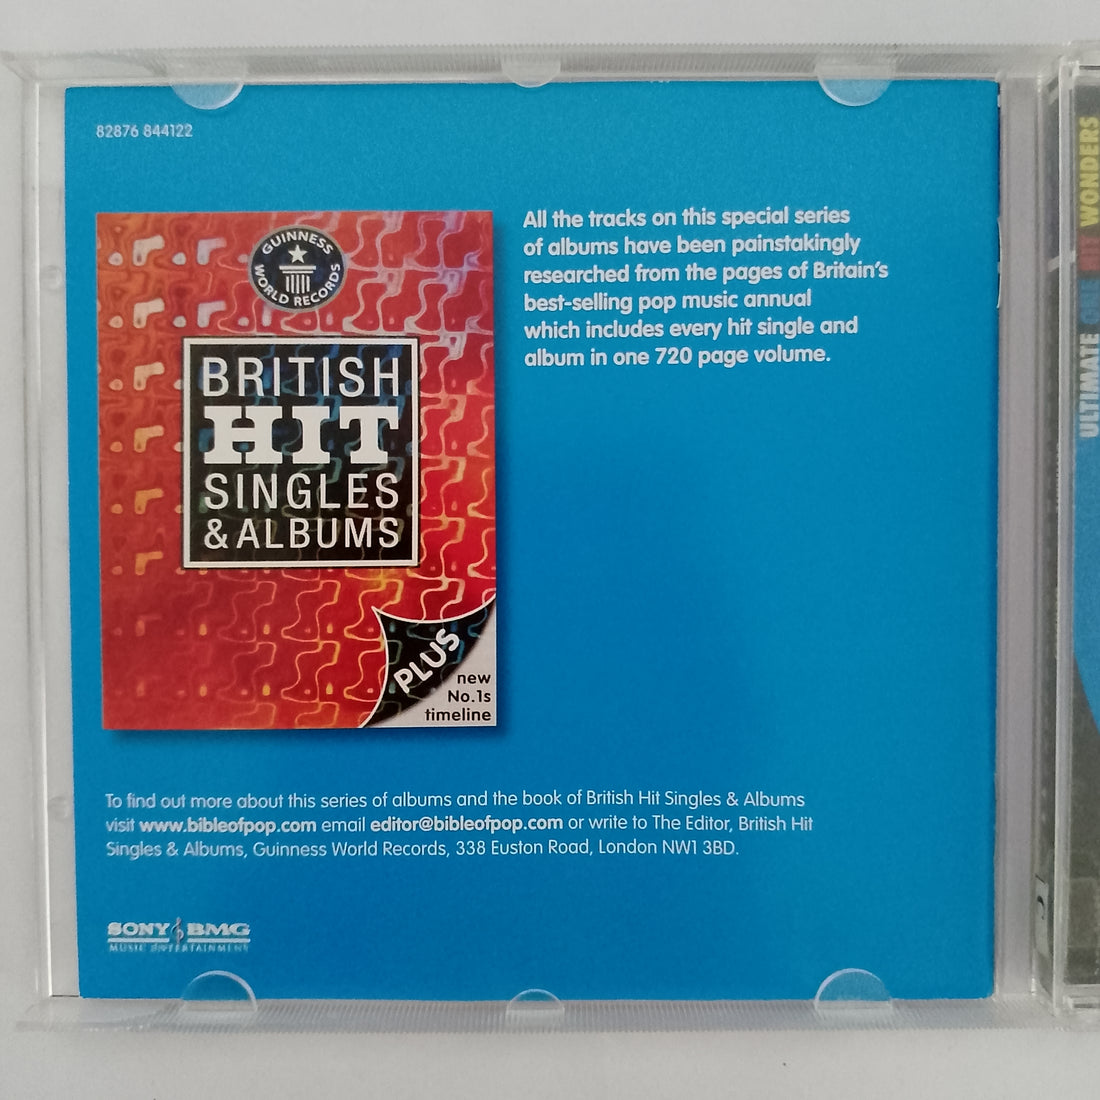 82876 844122
GUINNESS
WORLD RECORDS
BRITISH
HIT
SINGLES
& ALBUMS
PLUS
new
No.1s
timeline
All the tracks on this special series
of albums have been painstakingly
researched from the pages of Britain's
best-selling pop music annual
which includes every hit single and
album in one 720 page volume.
To find out more about this series of albums and the book of British Hit Singles & Albums
visit www.bibleofpop.com email editor@bibleofpop.com or write to The Editor, British Hit
Singles & Albums, Guinness World Records, 338 Euston Road, London NW1 3BD.
SONY BMG
MUSIC ENTERTAINMENT
ULTIMATE ONE HIT WONDERS